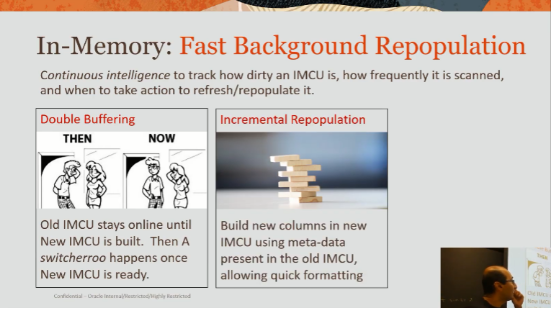 In-Memory: Fast Background Repopulation
Continuous intelligence to track how dirty an IMCU is, how frequently it is scanned,
and when to take action to refresh/repopulate it.
Double Buffering
THEN NOW
Old IMCU stays online until
New IMCU is built. Then A
switcherroo happens once
New IMCU is ready.
Incremental Repopulation
Build new columns in new
IMCU using meta-data
present in the old IMCU,
allowing quick formatting
Confidential – Oracle Internal/Restricted/Highly Restricted